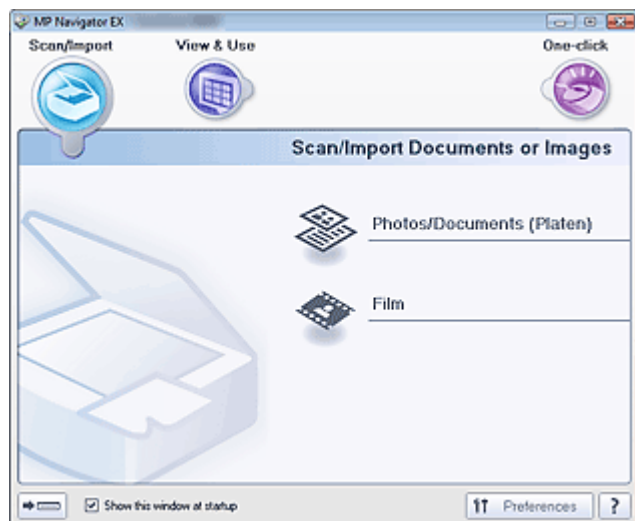 MP Navigator EX
Scan/Import View & Use One-click
Scan/Import Documents or Images
Photos/Documents (Platen)
Film
Show this window at startup Preferences ?